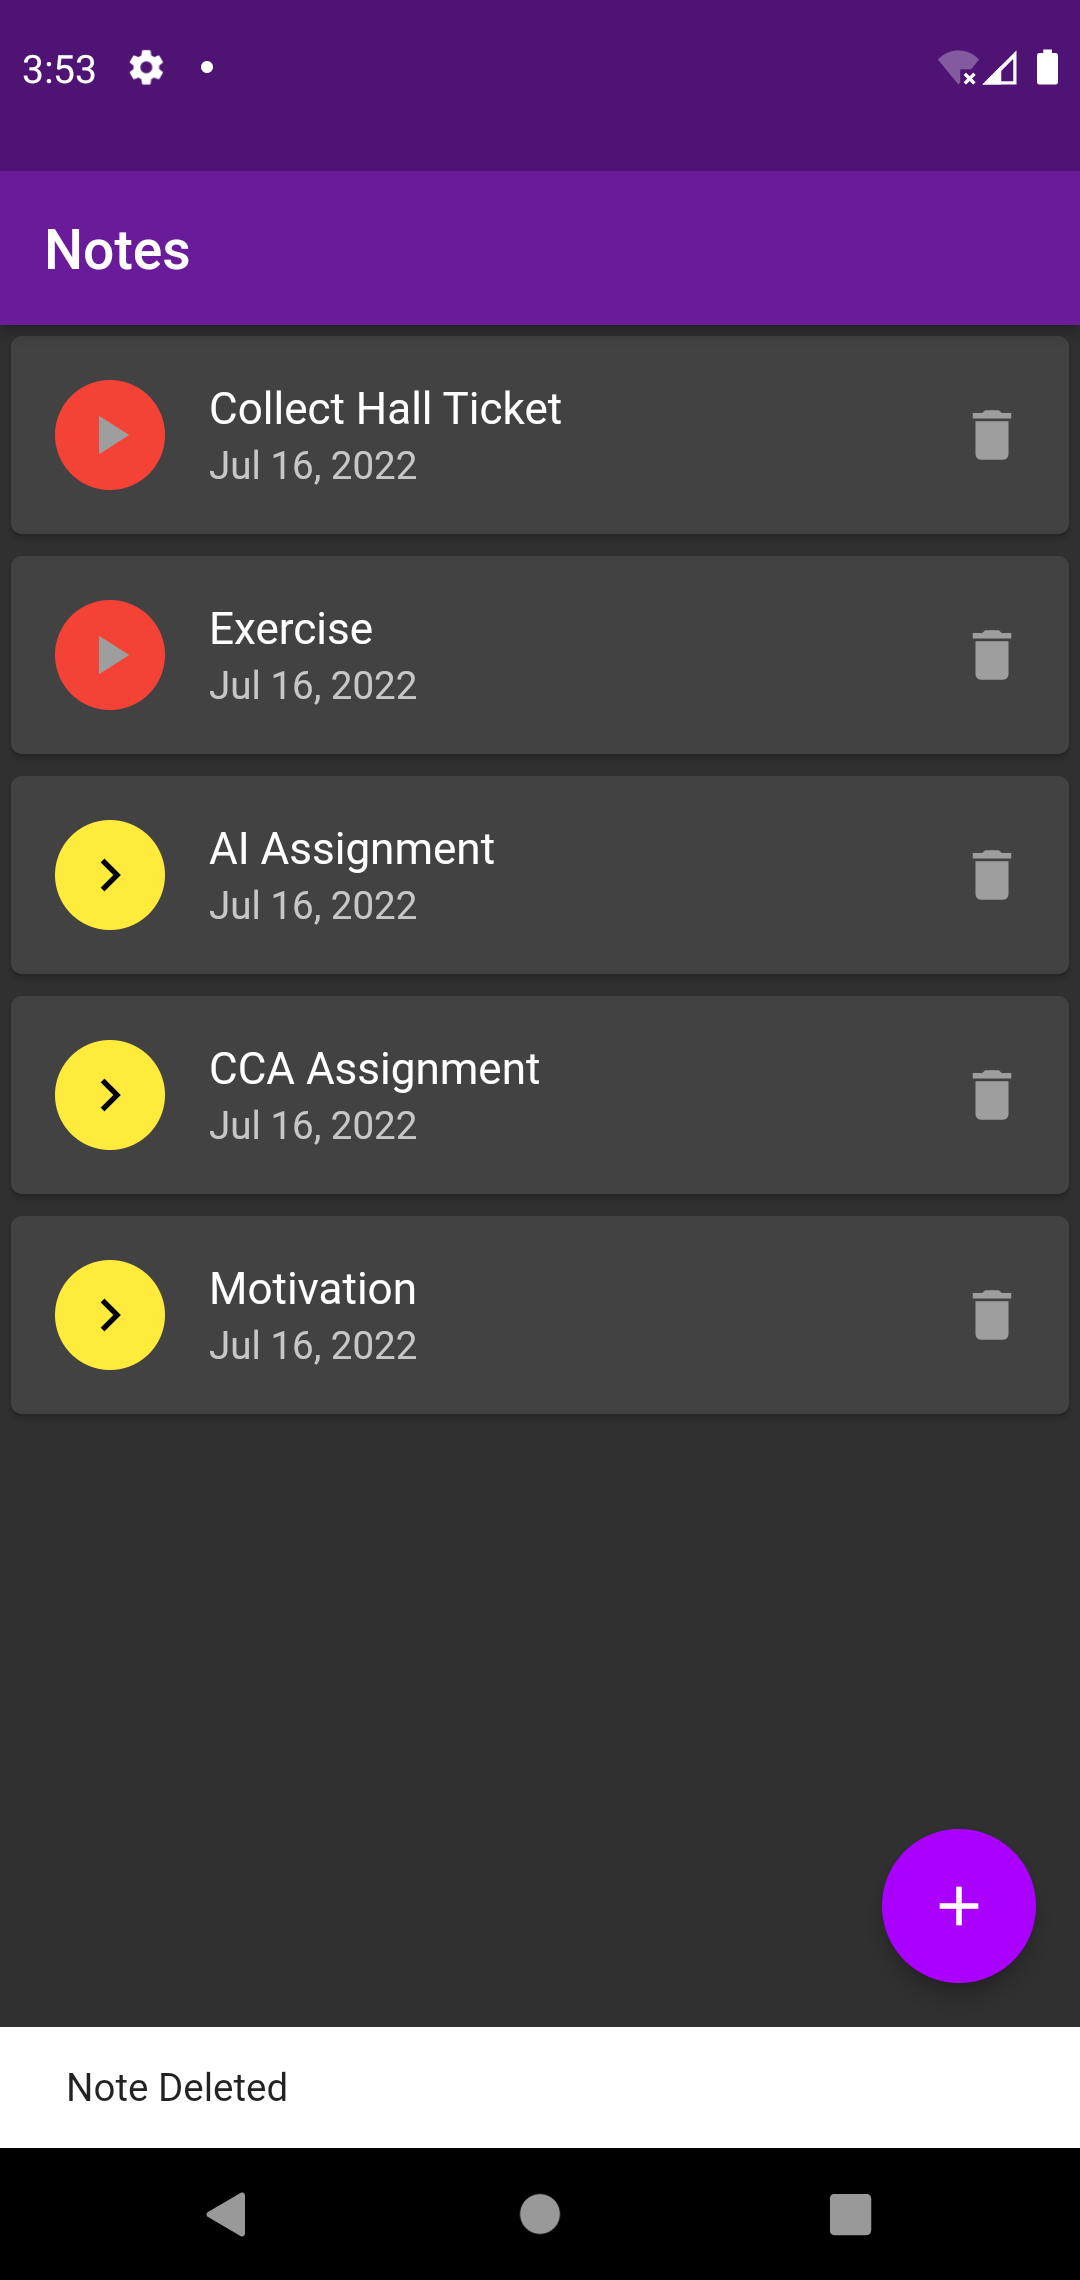 3:53
Notes
Collect Hall Ticket
Jul 16, 2022
Exercise
Jul 16, 2022
AI Assignment
Jul 16, 2022
CCA Assignment
Jul 16, 2022
Motivation
Jul 16, 2022
Note Deleted